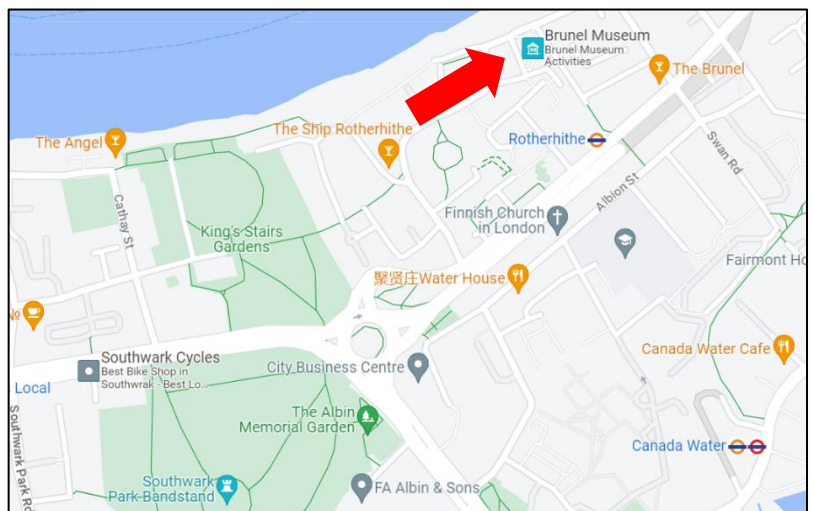 Brunel Museum
Brunel Museum
Activities
The Brunel
The Ship Rotherhithe
The Angel
Rotherhithe
Swan Rd
Albion St
Cathay St
Finnish Church
in London
King's Stairs
Gardens
Fairmont Ho
聚贤庄Water House
№
Southwark Cycles
Best Bike Shop in
Southwrak - Best Lo..
Canada Water Cafe
City Business Centre
Local
The Albin
Memorial Garden
Southwark Park Rd
Canada Water
Southwark
Park Bandstand
FA Albin & Sons